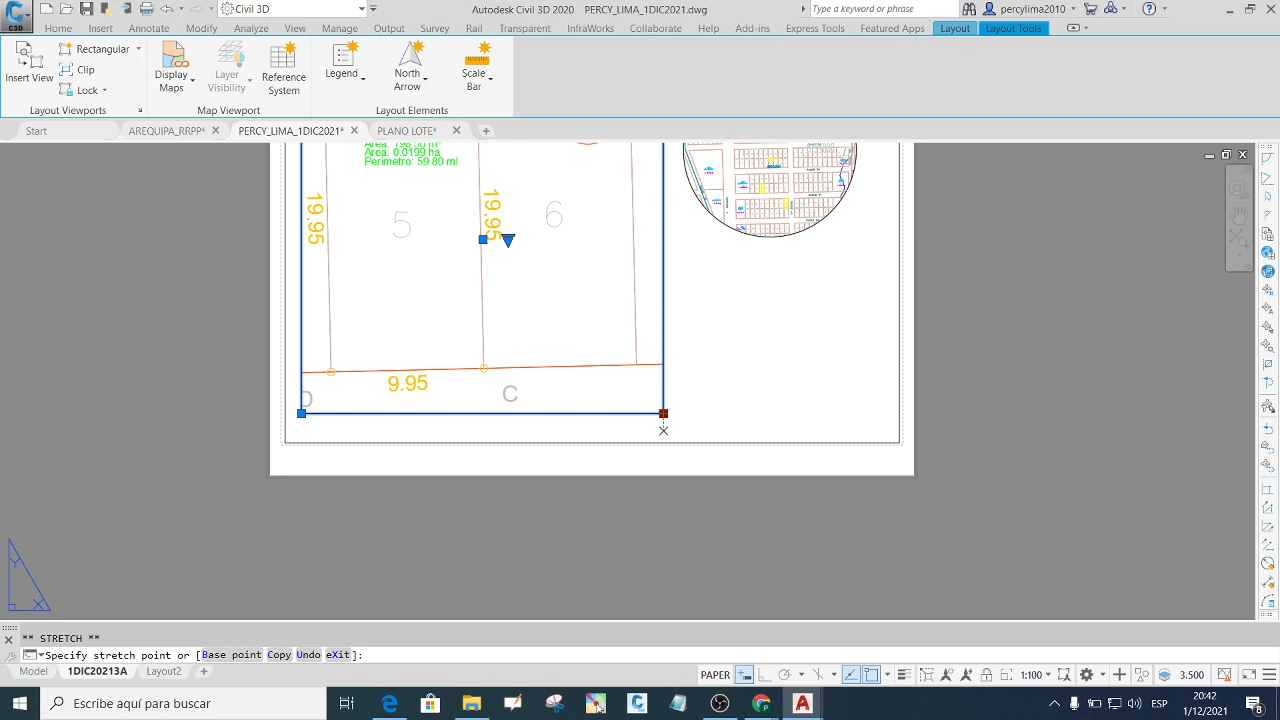 C3D
Civil 3D
Autodesk Civil 3D 2020 PERCY_LIMA_1DIC2021.dwg
Type a keyword or phrase
percylima2010
Home Insert Annotate Modify Analyze View Manage Output Survey Rail Transparent InfraWorks Collaborate Help Add-ins Express Tools Featured Apps Layout Layout Tools
Insert View
Rectangular
Clip
Lock
Display Maps
Layer Visibility
Reference System
Legend
North Arrow
Scale Bar
Layout Viewports
Map Viewport
Layout Elements
Start
AREQUIPA_RRPP*
PERCY_LIMA_1DIC2021*
PLANO LOTE*
Area: 0.0199 ha
Perimetro: 59.80 ml
19.95
19.95
5
6
9.95
C
D
Y
X
** STRETCH **
Specify stretch point or [Base point Copy Undo eXit]:
Model
1DIC20213A
Layout2
PAPER
1:100
3.500
Escribe aquí para buscar
ESP
20:42
1/12/2021
8